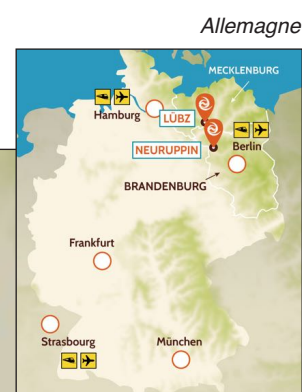 Allemagne
MECKLENBURG
Hamburg
LÜBZ
NEURUPPIN
Berlin
BRANDENBURG
Frankfurt
Strasbourg
München